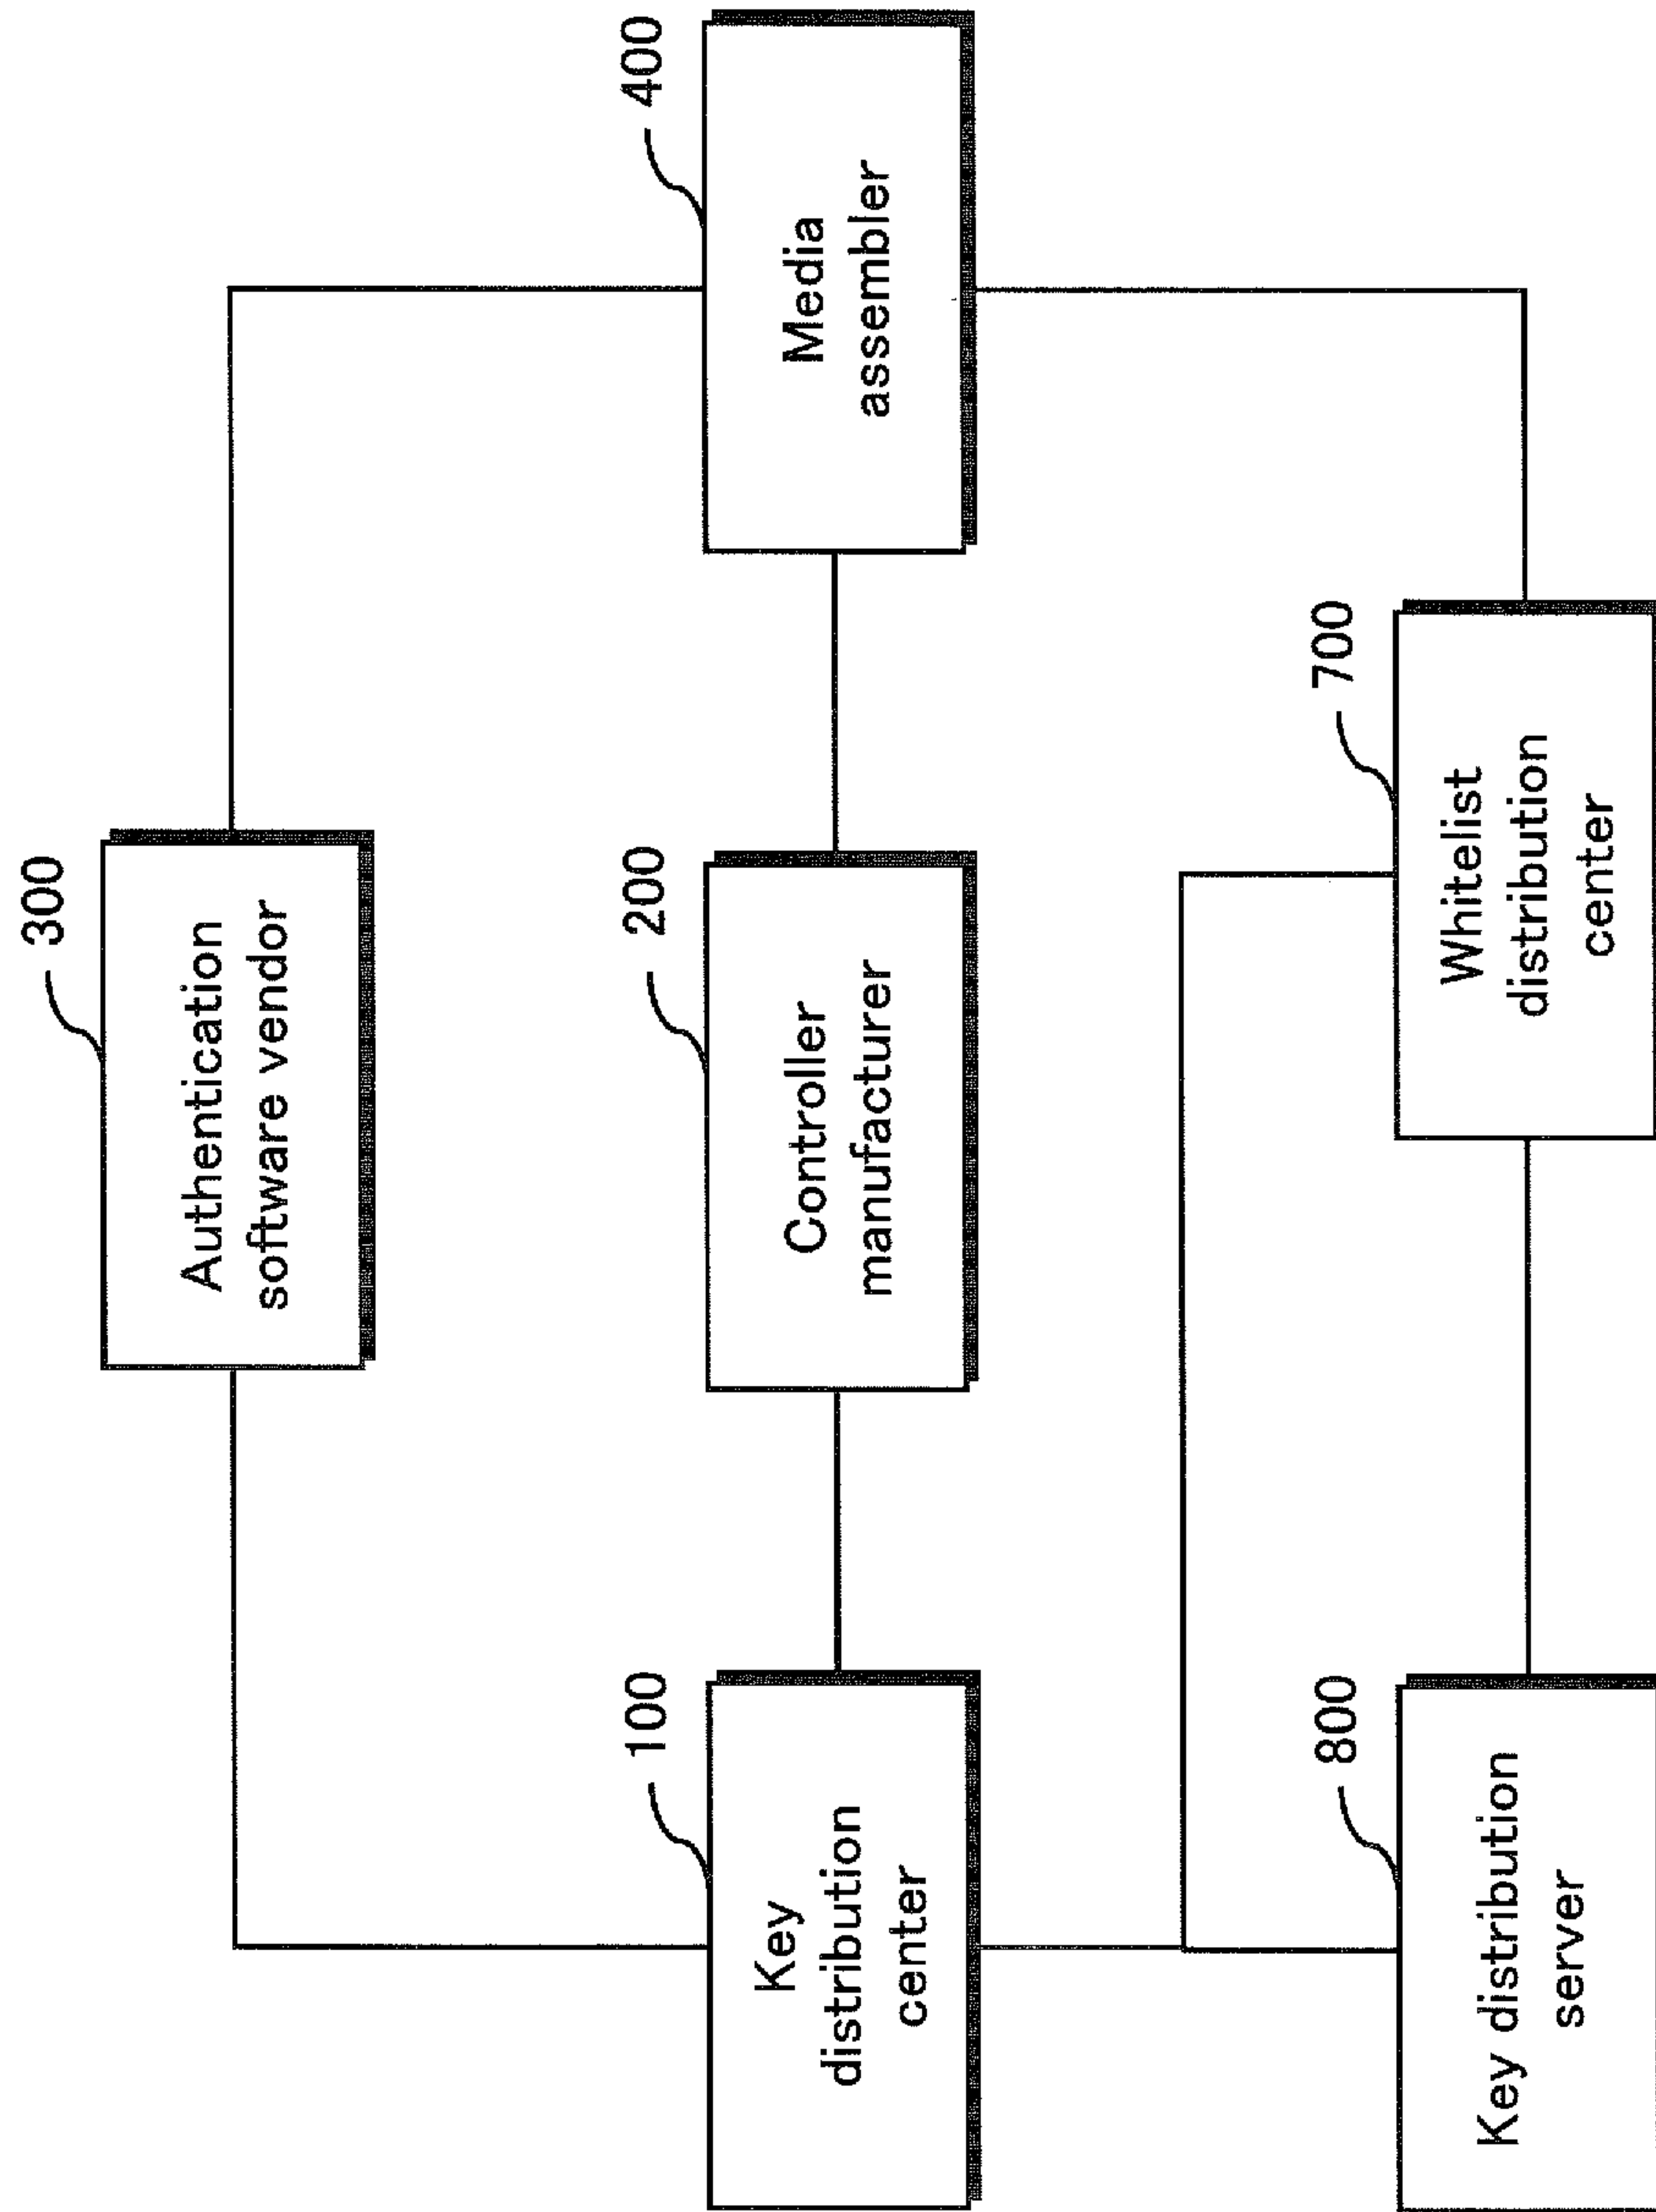 300
Authentication
software vendor
100
Key
distribution
center
200
Controller
manufacturer
400
Media
assembler
800
Key distribution
server
700
Whitelist
distribution
center